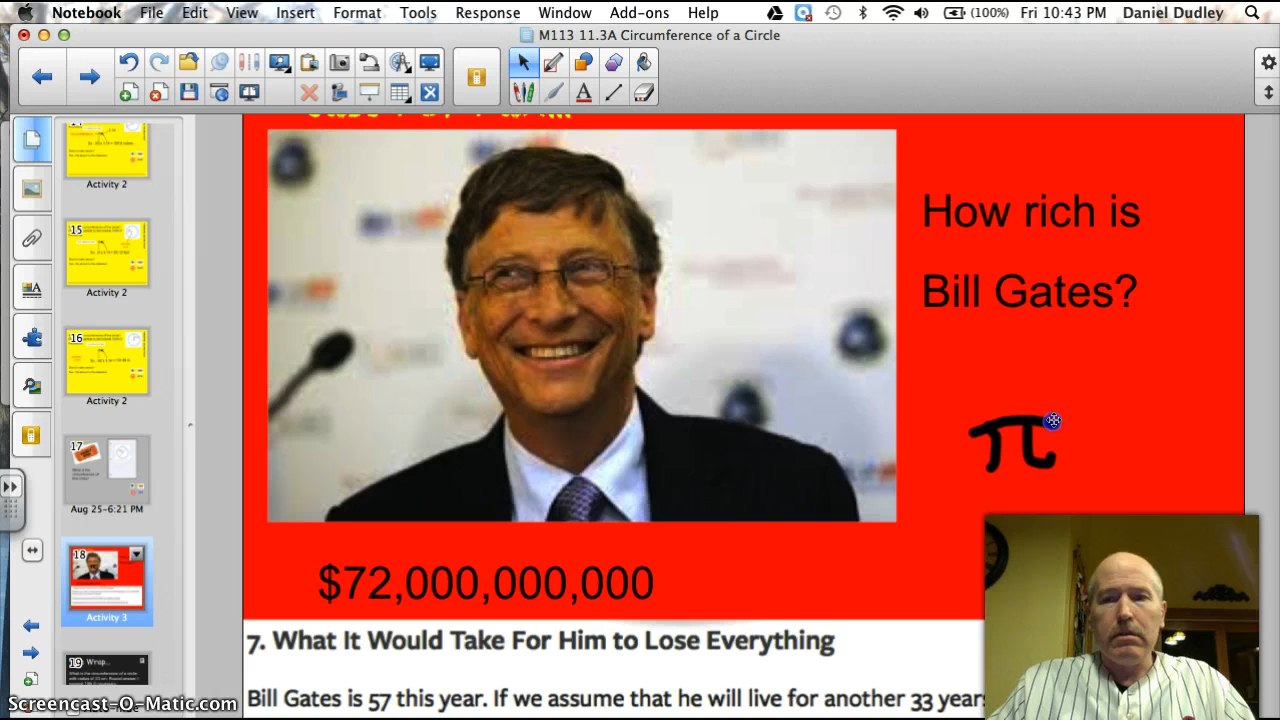 Notebook File Edit View Insert Format Tools Response Window Add-ons Help (100%) Fri 10:43 PM Daniel Dudley
M113 11.3A Circumference of a Circle
Activity 2
15
Activity 2
16
Activity 2
17
Aug 25-6:21 PM
18
Activity 3
19 Wrap...
How rich is
Bill Gates?
π
$72,000,000,000
7. What It Would Take For Him to Lose Everything
Bill Gates is 57 this year. If we assume that he will live for another 33 years
Screencast-O-Matic.com